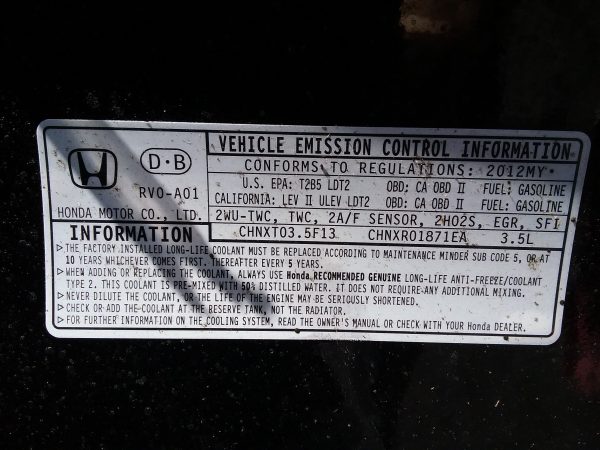 D·B
RV0-A01
HONDA MOTOR CO., LTD.
VEHICLE EMISSION CONTROL INFORMATION
CONFORMS TO REGULATIONS: 2012MY
U.S. EPA: T2B5 LDT2 OBD: CA OBD II FUEL: GASOLINE
CALIFORNIA: LEV II ULEV LDT2 OBD: CA OBD II FUEL: GASOLINE
2WU-TWC, TWC, 2A/F SENSOR, 2HO2S, EGR, SFI
CHNXT03.5F13 CHNXR01871EA 3.5L
INFORMATION
▷THE FACTORY INSTALLED LONG-LIFE COOLANT MUST BE REPLACED ACCORDING TO MAINTENANCE MINDER SUB CODE 5, OR AT
10 YEARS WHICHEVER COMES FIRST. THEREAFTER EVERY 5 YEARS.
▷WHEN ADDING OR REPLACING THE COOLANT, ALWAYS USE Honda RECOMMENDED GENUINE LONG-LIFE ANTI-FREEZE/COOLANT
TYPE 2. THIS COOLANT IS PRE-MIXED WITH 50% DISTILLED WATER. IT DOES NOT REQUIRE ANY ADDITIONAL MIXING.
▷NEVER DILUTE THE COOLANT, OR THE LIFE OF THE ENGINE MAY BE SERIOUSLY SHORTENED.
▷CHECK OR ADD THE COOLANT AT THE RESERVE TANK, NOT THE RADIATOR.
▷FOR FURTHER INFORMATION ON THE COOLING SYSTEM, READ THE OWNER'S MANUAL OR CHECK WITH YOUR Honda DEALER.